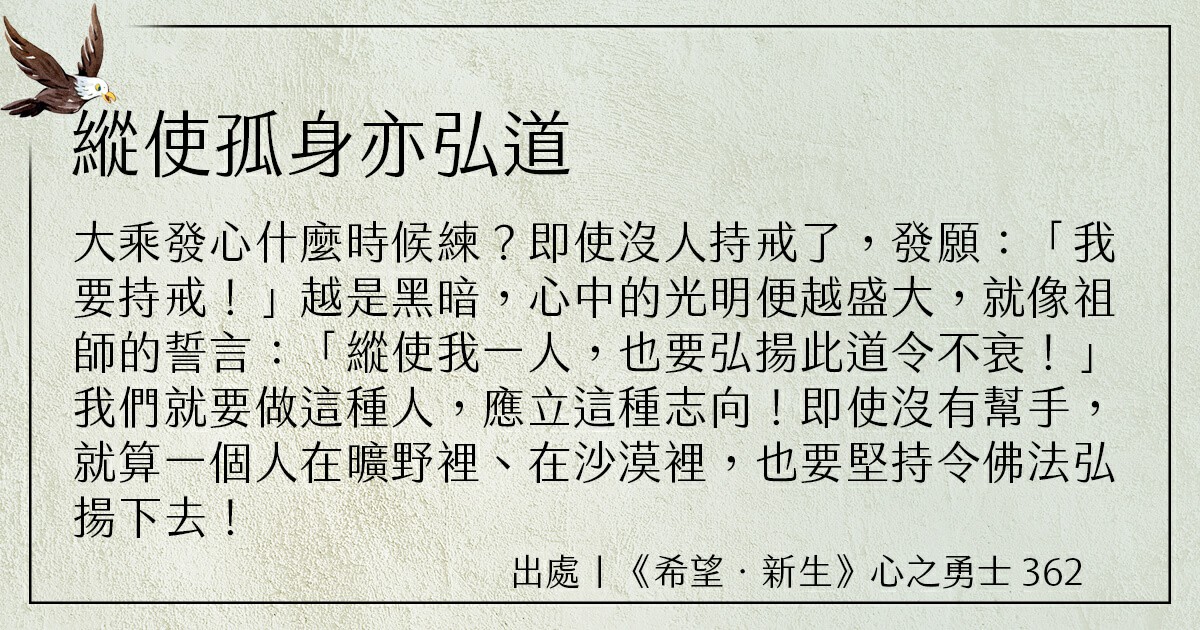 縱使孤身亦弘道
大乘發心什麼時候練？即使沒人持戒了，發願：「我
要持戒！」越是黑暗，心中的光明便越盛大，就像祖
師的誓言：「縱使我一人，也要弘揚此道令不衰！」
我們就要做這種人，應立這種志向！即使沒有幫手，
就算一個人在曠野裡、在沙漠裡，也要堅持令佛法弘
揚下去！
出處〡《希望．新生》心之勇士 362